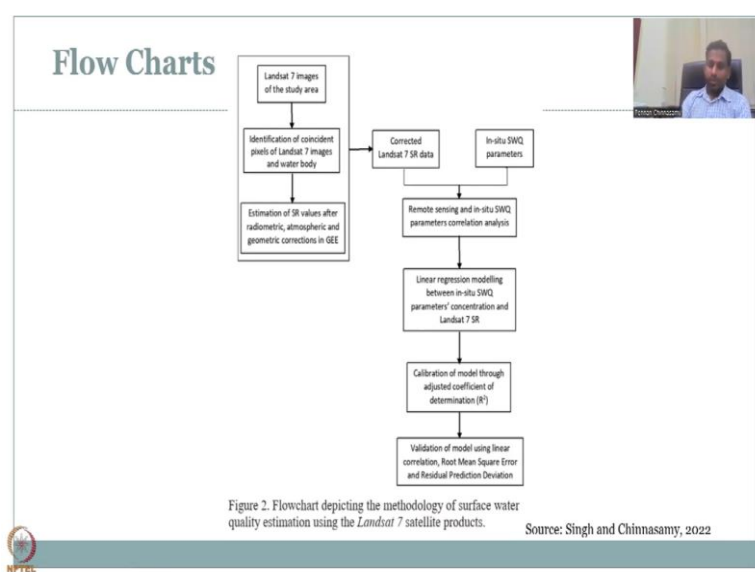 Flow Charts
Landsat 7 images
of the study area
Identification of coincident
pixels of Landsat 7 images
and water body
Estimation of SR values after
radiometric, atmospheric and
geometric corrections in GEE
Corrected
Landsat 7 SR data
In-situ SWQ
parameters
Remote sensing and in-situ SWQ
parameters correlation analysis
Linear regression modelling
between in-situ SWQ
parameters' concentration and
Landsat 7 SR
Calibration of model through
adjusted coefficient of
determination (R²)
Validation of model using linear
correlation, Root Mean Square Error
and Residual Prediction Deviation
Figure 2. Flowchart depicting the methodology of surface water
quality estimation using the Landsat 7 satellite products.
Source: Singh and Chinnasamy, 2022
Pennan Chinnasamy
NPTEL